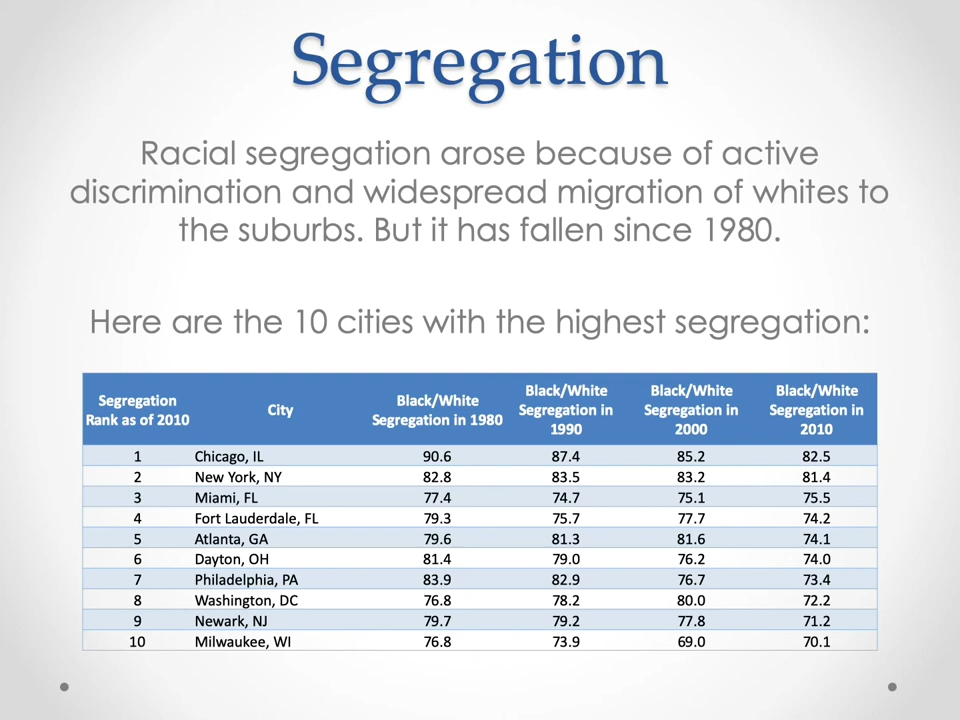 Segregation
Racial segregation arose because of active
discrimination and widespread migration of whites to
the suburbs. But it has fallen since 1980.
Here are the 10 cities with the highest segregation:
Segregation Rank as of 2010 City Black/White Segregation in 1980 Black/White Segregation in 1990 Black/White Segregation in 2000 Black/White Segregation in 2010
1 Chicago, IL 90.6 87.4 85.2 82.5
2 New York, NY 82.8 83.5 83.2 81.4
3 Miami, FL 77.4 74.7 75.1 75.5
4 Fort Lauderdale, FL 79.3 75.7 77.7 74.2
5 Atlanta, GA 79.6 81.3 81.6 74.1
6 Dayton, OH 81.4 79.0 76.2 74.0
7 Philadelphia, PA 83.9 82.9 76.7 73.4
8 Washington, DC 76.8 78.2 80.0 72.2
9 Newark, NJ 79.7 79.2 77.8 71.2
10 Milwaukee, WI 76.8 73.9 69.0 70.1